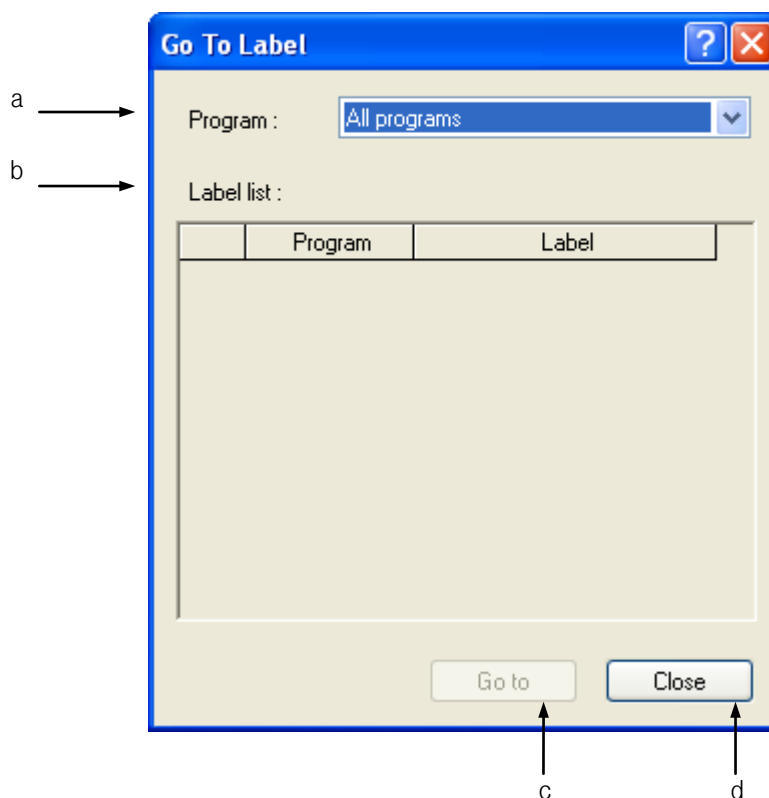 Go To Label
a
Program : All programs
b
Label list :
Program Label
Go to Close
c d